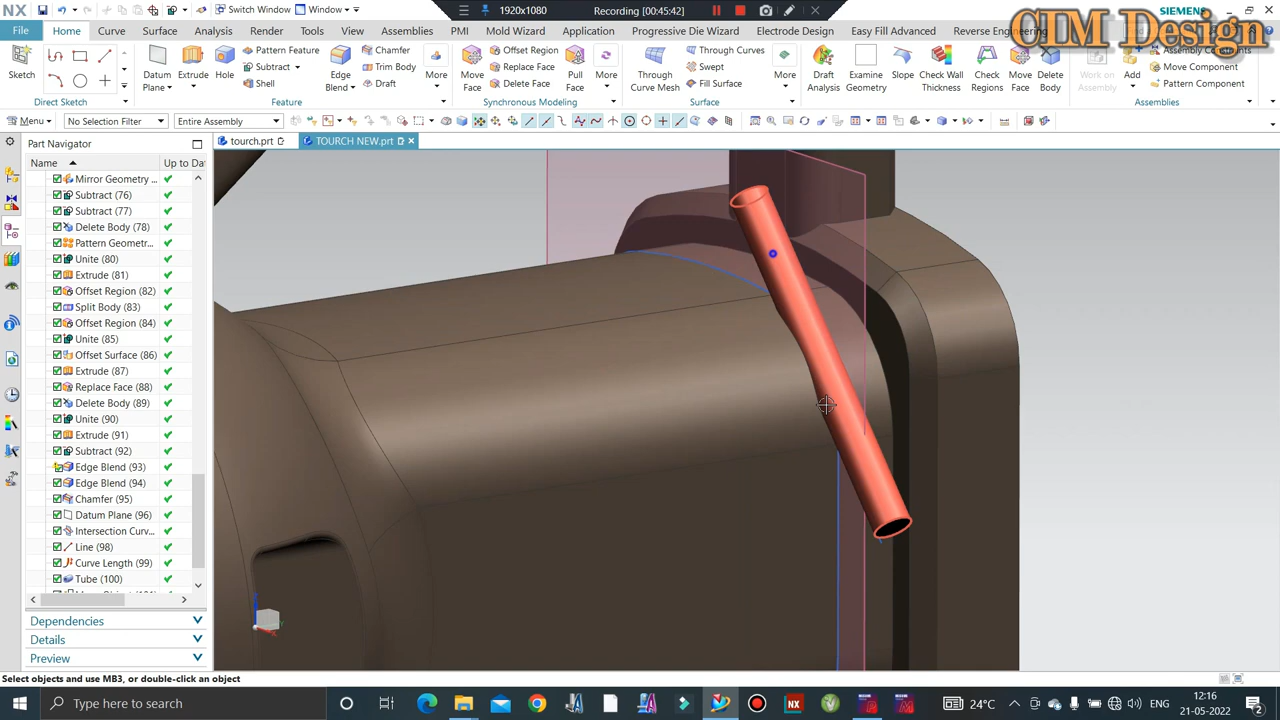 NX
Switch Window
Window
1920x1080
Recording [00:45:42]
SIEMENS
CIM Design
File
Home
Curve
Surface
Analysis
Render
Tools
View
Assemblies
PMI
Mold Wizard
Application
Progressive Die Wizard
Electrode Design
Easy Fill Advanced
Reverse Engineering
Sketch
Direct Sketch
Datum Plane
Extrude
Hole
Pattern Feature
Subtract
Shell
Edge Blend
Chamfer
Trim Body
Draft
More
Feature
Move Face
Offset Region
Replace Face
Delete Face
Pull Face
More
Synchronous Modeling
Through Curve Mesh
Through Curves
Swept
Fill Surface
More
Surface
Draft Analysis
Examine Geometry
Slope
Check Wall Thickness
Check Regions
Move Face
Delete Body
Work on Assembly
Add
Assembly Constraints
Move Component
Pattern Component
Assemblies
Menu
No Selection Filter
Entire Assembly
Part Navigator
tourch.prt
TOURCH NEW.prt
Name
Up to Da
Mirror Geometry ...
Subtract (76)
Subtract (77)
Delete Body (78)
Pattern Geometr...
Unite (80)
Extrude (81)
Offset Region (82)
Split Body (83)
Offset Region (84)
Unite (85)
Offset Surface (86)
Extrude (87)
Replace Face (88)
Delete Body (89)
Unite (90)
Extrude (91)
Subtract (92)
Edge Blend (93)
Edge Blend (94)
Chamfer (95)
Datum Plane (96)
Intersection Curv...
Line (98)
Curve Length (99)
Tube (100)
Dependencies
Details
Preview
Select objects and use MB3, or double-click an object
Type here to search
24°C
ENG
12:16
21-05-2022